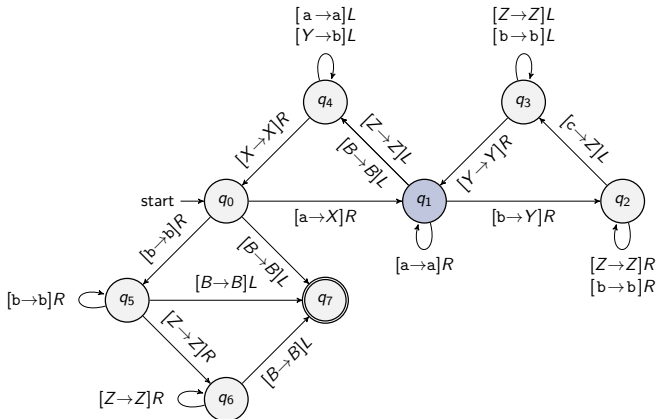 [a→a]L
[Y→b]L
[Z→Z]L
[b→b]L
q4
q3
[X→X]R
[Z→Z]L
[B→B]L
[Y→Y]R
[c→Z]L
start
q0
[a→X]R
q1
[b→Y]R
q2
[b→b]R
[B→B]L
[a→a]R
[Z→Z]R
[b→b]R
[b→b]R
q5
[B→B]L
q7
[Z→Z]R
[B→B]L
[Z→Z]R
q6